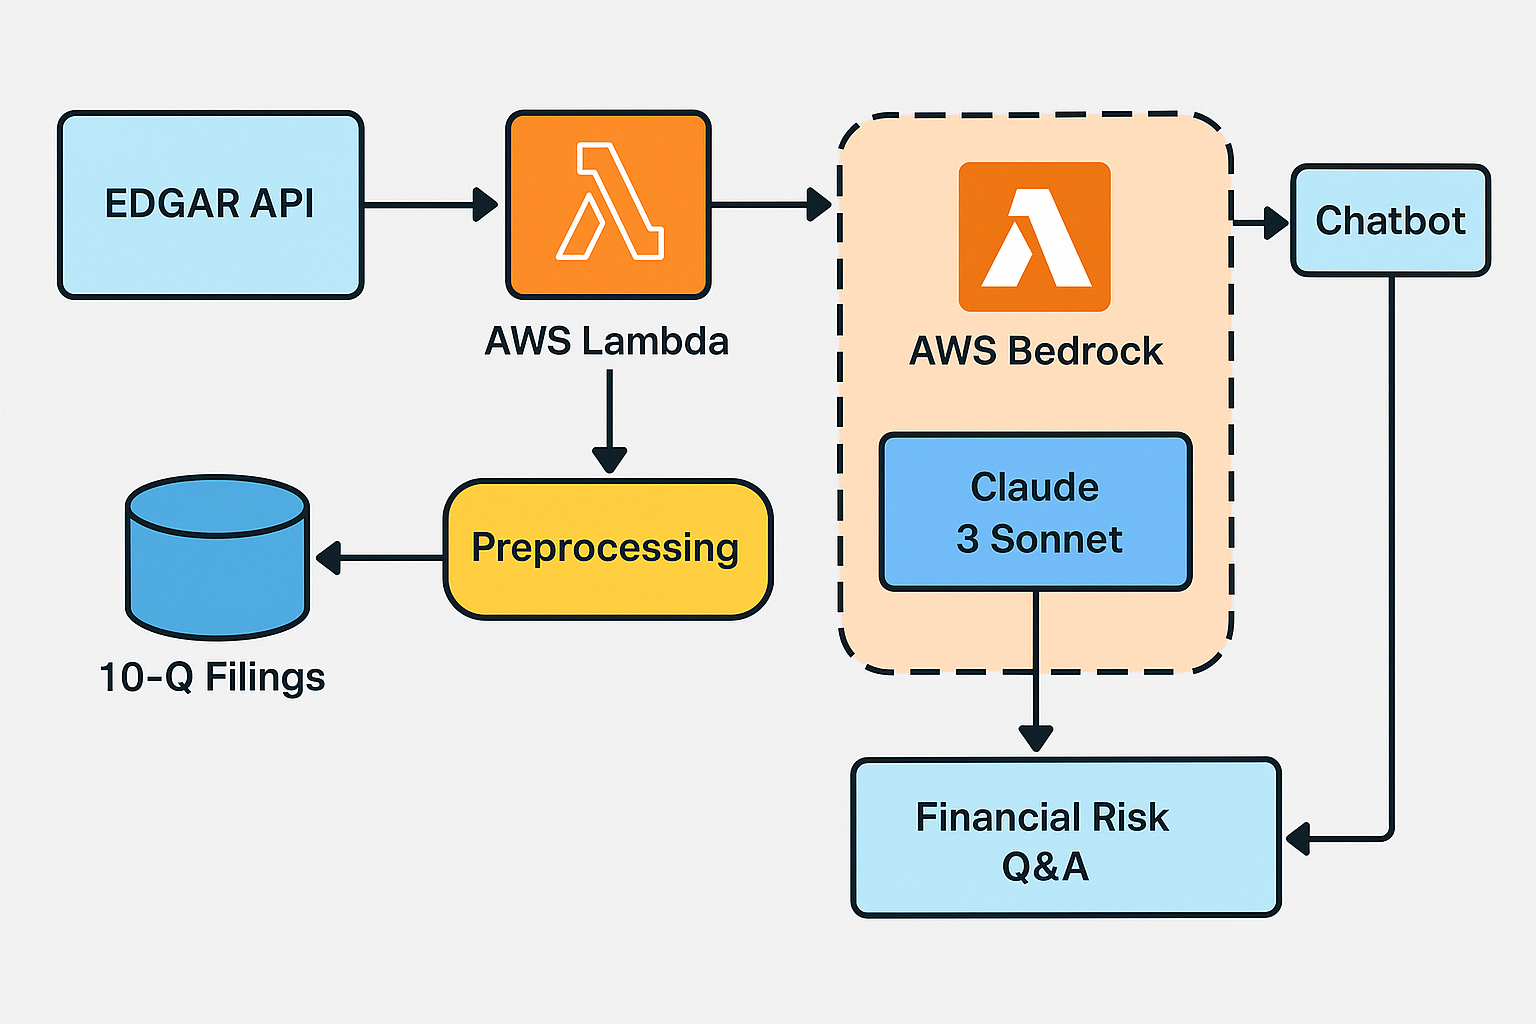 EDGAR API
AWS Lambda
AWS Bedrock
Chatbot
Claude
3 Sonnet
Preprocessing
10-Q Filings
Financial Risk
Q&A